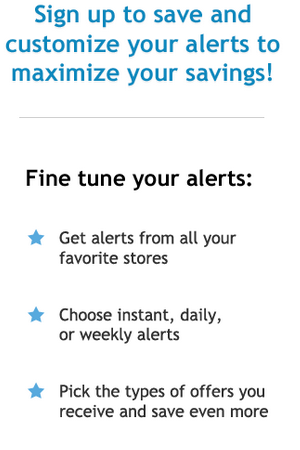 Sign up to save and
customize your alerts to
maximize your savings!
Fine tune your alerts:
Get alerts from all your
favorite stores
Choose instant, daily,
or weekly alerts
Pick the types of offers you
receive and save even more